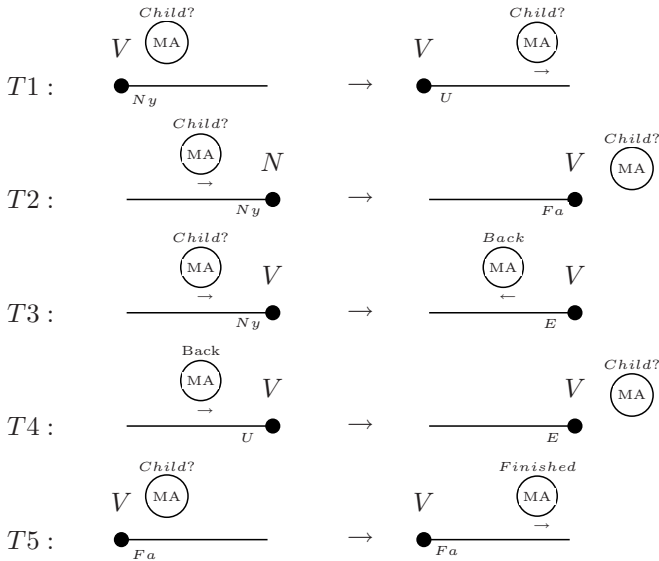 Child? Child?
V MA V MA
T1 : → →
Ny U
Child? Child?
MA N V MA
T2 : → →
Ny Fa
Child? Back
MA V MA V
T3 : → → ←
Ny E
Back Child?
MA V V MA
T4 : → →
U E
Child? Finished
V MA V MA
T5 : → →
Fa Fa